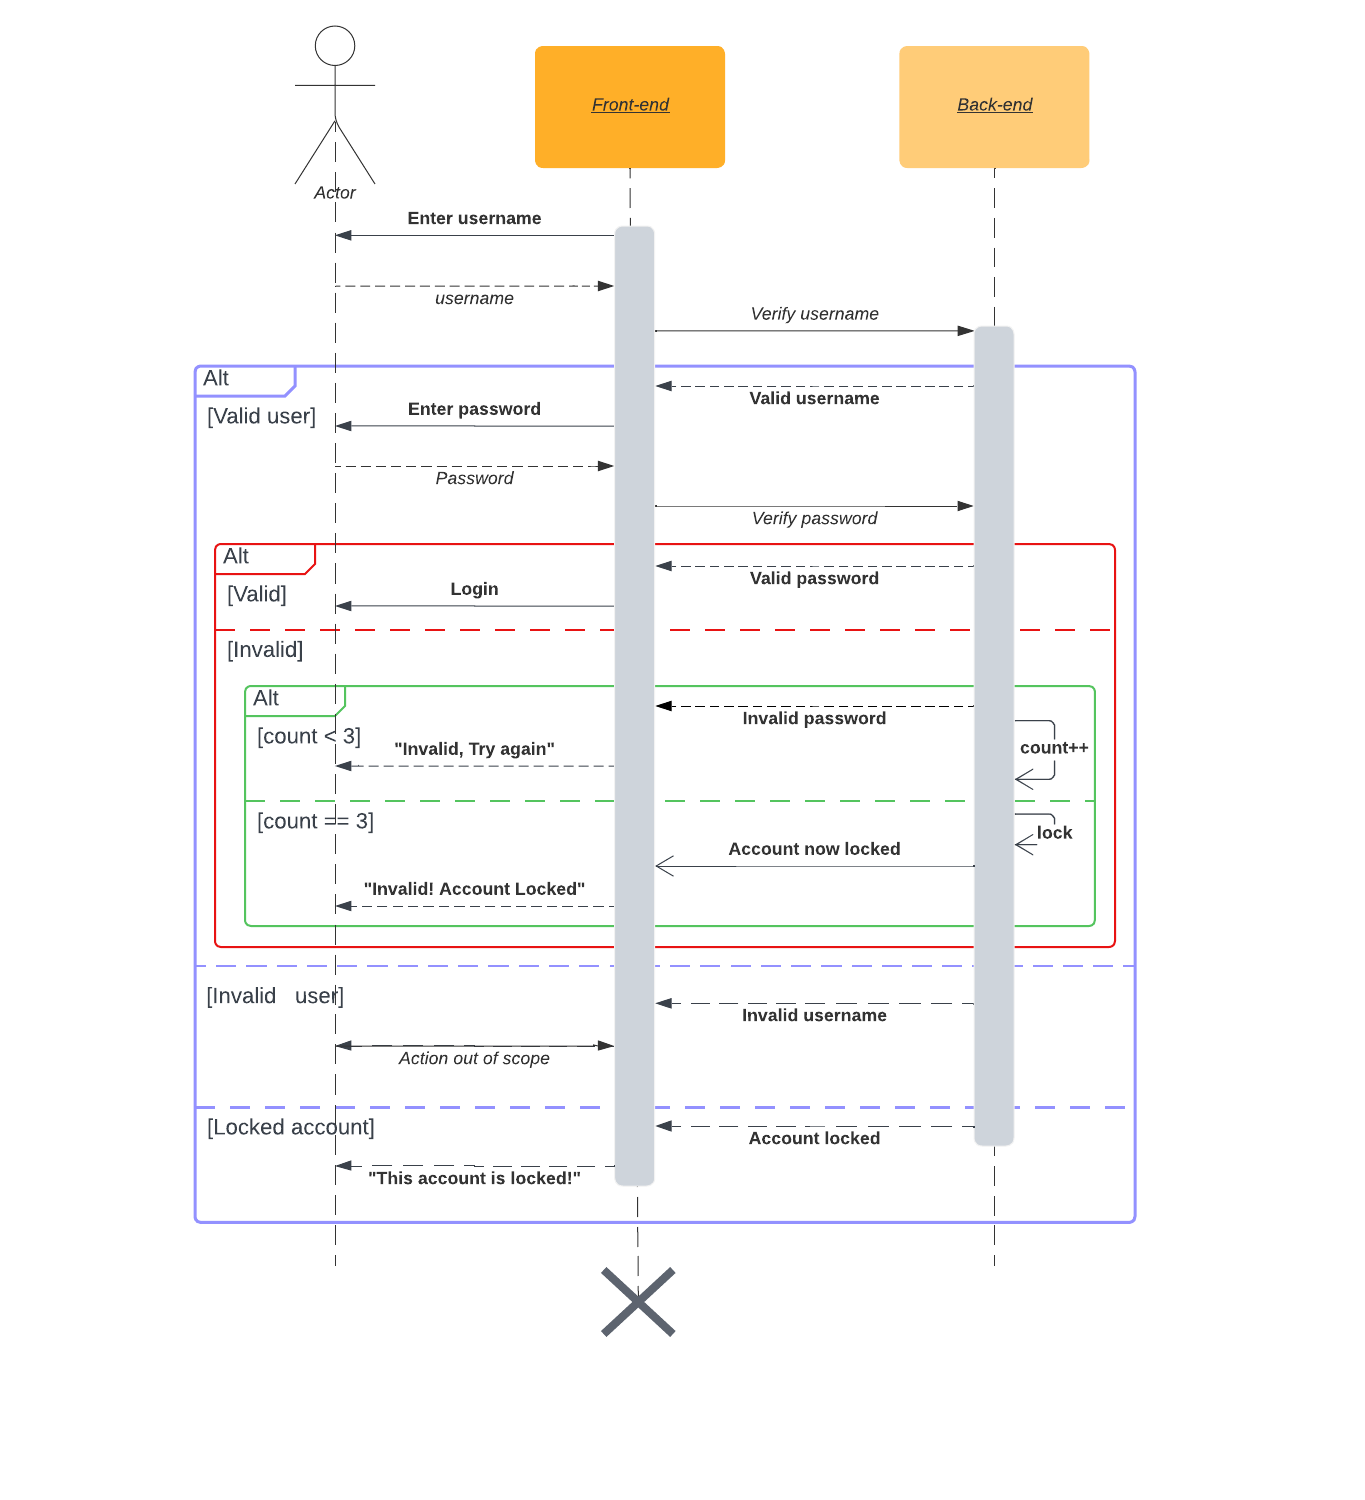 Front-end
Back-end
Actor
Enter username
username
Verify username
Alt
Valid username
[Valid user]
Enter password
Password
Verify password
Alt
Valid password
[Valid]
Login
[Invalid]
Alt
Invalid password
[count < 3]
"Invalid, Try again"
count++
[count == 3]
lock
Account now locked
"Invalid! Account Locked"
[Invalid user]
Invalid username
Action out of scope
[Locked account]
Account locked
"This account is locked!"